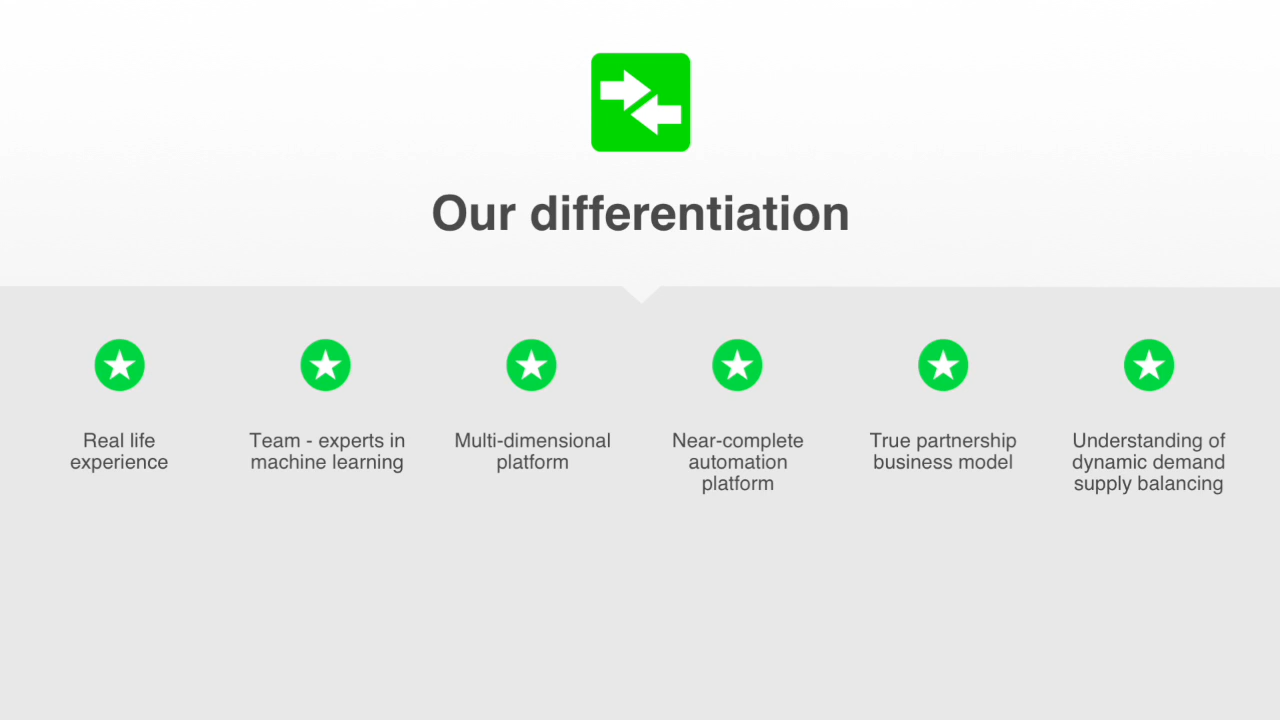 Our differentiation
Real life
experience
Team - experts in
machine learning
Multi-dimensional
platform
Near-complete
automation
platform
True partnership
business model
Understanding of
dynamic demand
supply balancing